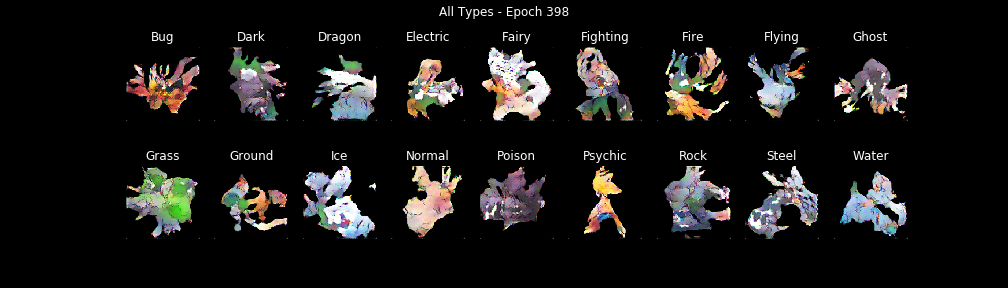 All Types - Epoch 398
Bug Dark Dragon Electric Fairy Fighting Fire Flying Ghost
Grass Ground Ice Normal Poison Psychic Rock Steel Water